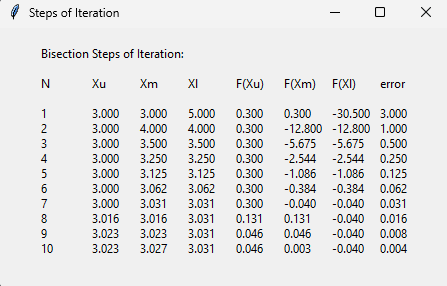 Steps of Iteration
Bisection Steps of Iteration:
N Xu Xm Xl F(Xu) F(Xm) F(Xl) error
1 3.000 3.000 5.000 0.300 0.300 -30.500 3.000
2 3.000 4.000 4.000 0.300 -12.800 -12.800 1.000
3 3.000 3.500 3.500 0.300 -5.675 -5.675 0.500
4 3.000 3.250 3.250 0.300 -2.544 -2.544 0.250
5 3.000 3.125 3.125 0.300 -1.086 -1.086 0.125
6 3.000 3.062 3.062 0.300 -0.384 -0.384 0.062
7 3.000 3.031 3.031 0.300 -0.040 -0.040 0.031
8 3.016 3.016 3.031 0.131 0.131 -0.040 0.016
9 3.023 3.023 3.031 0.046 0.046 -0.040 0.008
10 3.023 3.027 3.031 0.046 0.003 -0.040 0.004